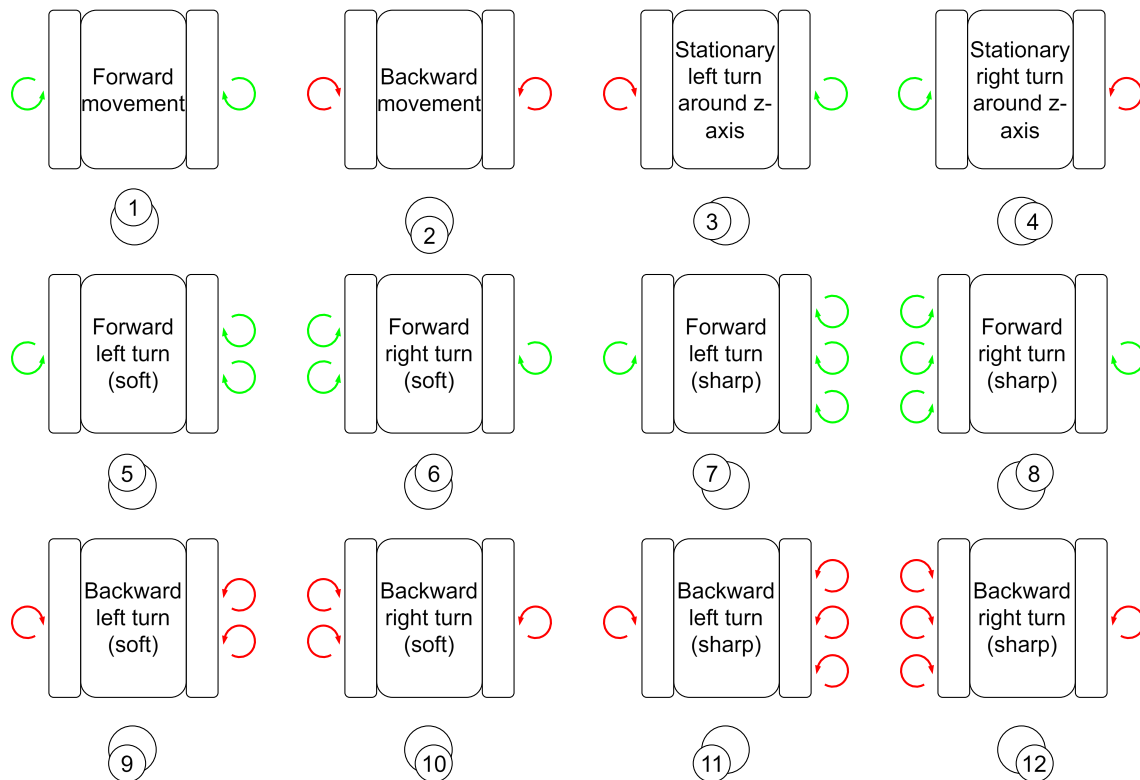 Forward
movement
Backward
movement
Stationary
left turn
around z-
axis
Stationary
right turn
around z-
axis
1
2
3
4
Forward
left turn
(soft)
Forward
right turn
(soft)
Forward
left turn
(sharp)
Forward
right turn
(sharp)
5
6
7
8
Backward
left turn
(soft)
Backward
right turn
(soft)
Backward
left turn
(sharp)
Backward
right turn
(sharp)
9
10
11
12